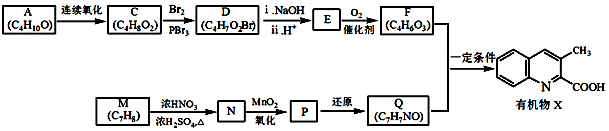 A
(C₄H₁₀O)
连续氧化
C
(C₄H₈O₂)
Br₂
PBr₃
D
(C₄H₇O₂Br)
i .NaOH
ii.H⁺
E
O₂
催化剂
F
(C₄H₆O₃)
一定条件
CH₃
N
COOH
有机物 X
M
(C₇H₈)
浓HNO₃
浓H₂SO₄,△
N
MnO₂
氧化
P
还原
Q
(C₇H₇NO)